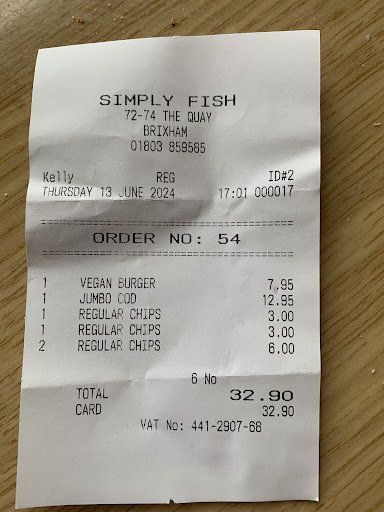 SIMPLY FISH
72-74 THE QUAY
BRIXHAM
01803 859565
Kelly REG ID#2
THURSDAY 13 JUNE 2024 17:01 000017
ORDER NO: 54
1 VEGAN BURGER 7.95
1 JUMBO COD 12.95
1 REGULAR CHIPS 3.00
1 REGULAR CHIPS 3.00
2 REGULAR CHIPS 6.00
6 No
TOTAL 32.90
CARD 32.90
VAT No: 441-2907-68